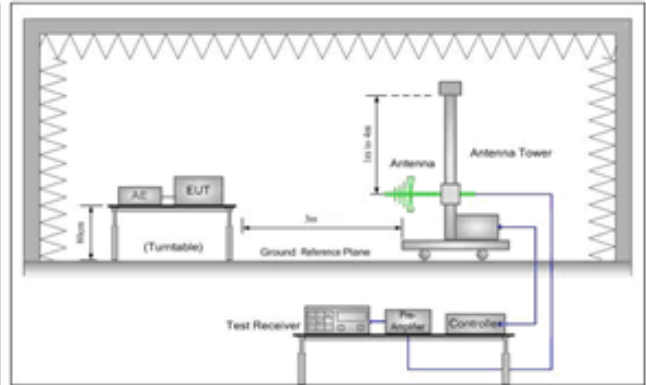 1m to 4m
Antenna
Antenna Tower
AE
EUT
80cm
(Turntable)
3m
Ground Reference Plane
Test Receiver
Pre-
Amplifier
Controller